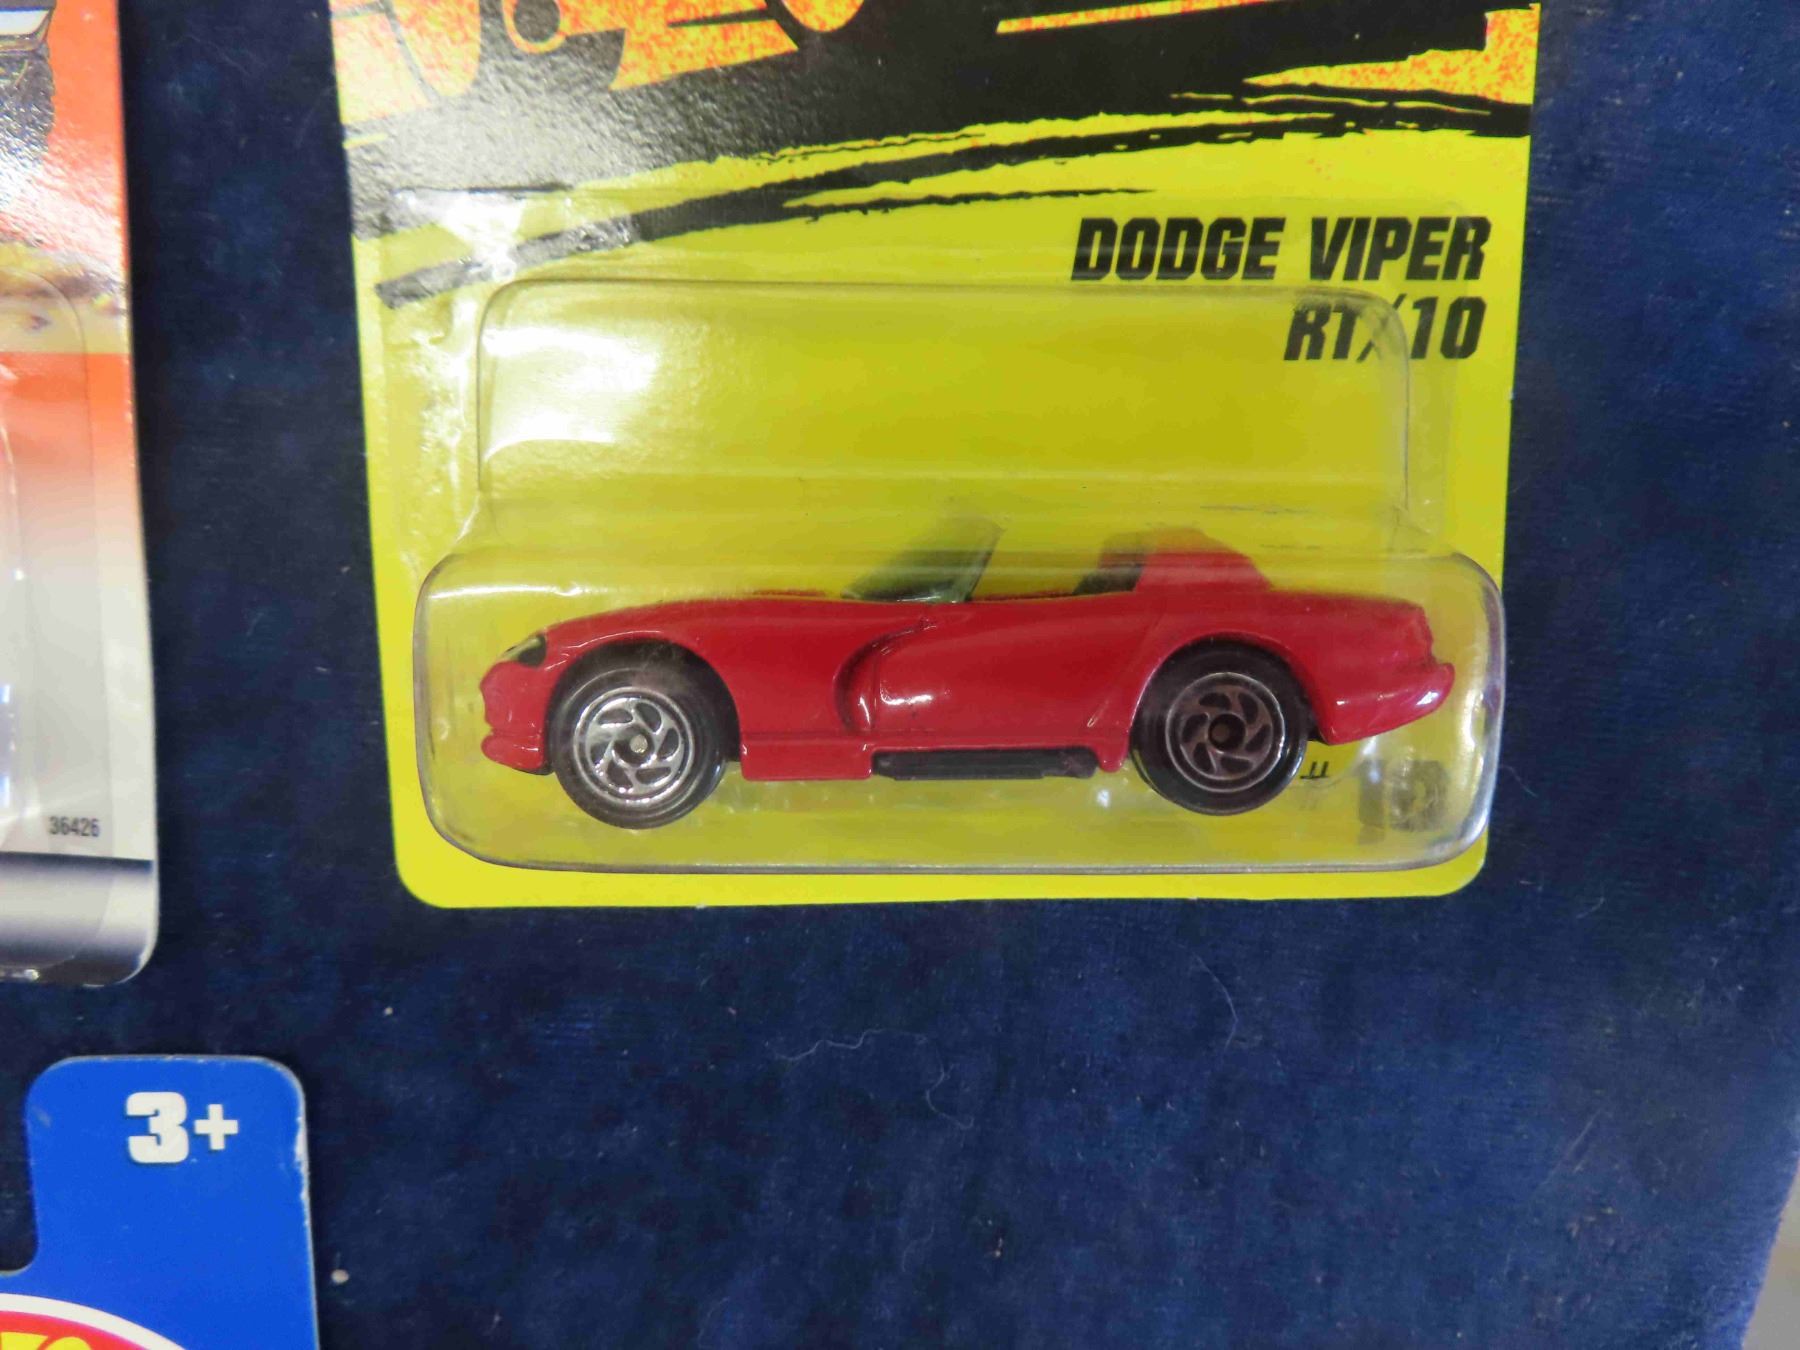 DODGE VIPER
RT/10
36426
3+